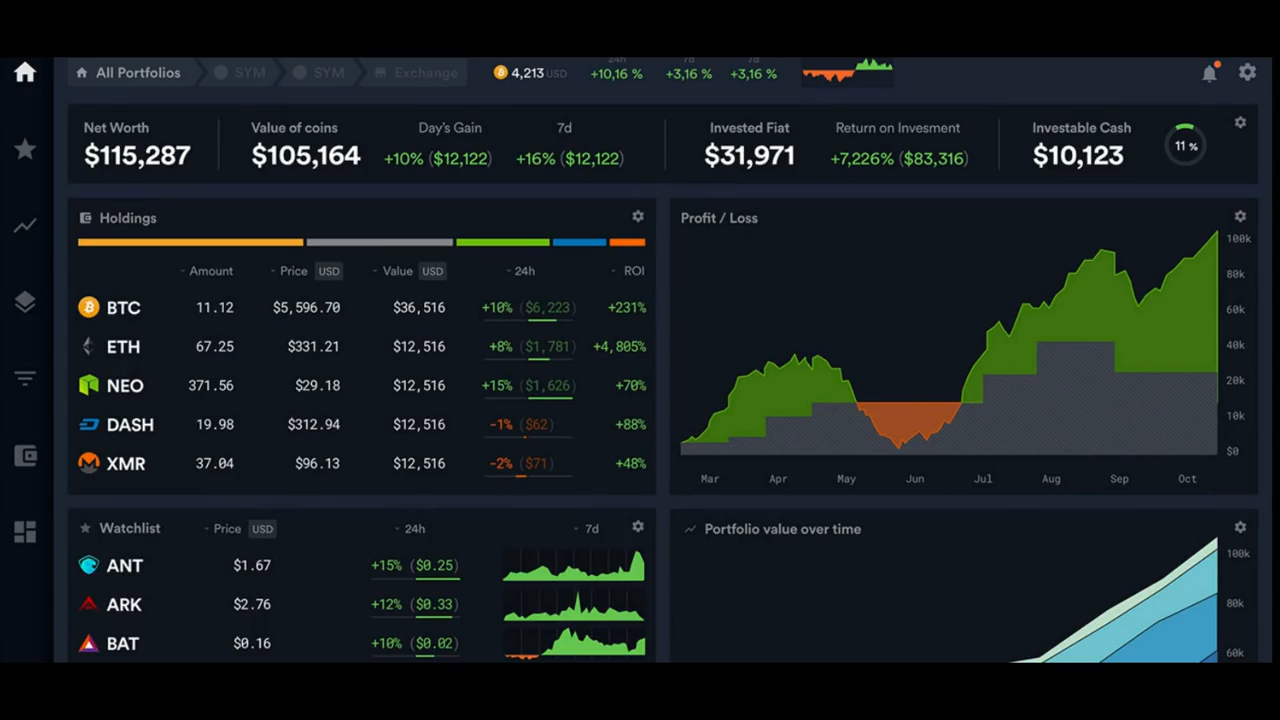 All Portfolios SYM SYM Exchange 4,213 USD +10,16 % +3,16 % +3,16 %
Net Worth Value of coins Day's Gain 7d Invested Fiat Return on Invesment Investable Cash
$115,287 $105,164 +10% ($12,122) +16% ($12,122) $31,971 +7,226% ($83,316) $10,123 11 %
Holdings
Amount Price USD Value USD 24h ROI
BTC 11.12 $5,596.70 $36,516 +10% ($6,223) +231%
ETH 67.25 $331.21 $12,516 +8% ($1,781) +4,805%
NEO 371.56 $29.18 $12,516 +15% ($1,626) +70%
DASH 19.98 $312.94 $12,516 -1% ($62) +88%
XMR 37.04 $96.13 $12,516 -2% ($71) +48%
Profit / Loss
100k
80k
60k
40k
20k
10k
$0
Mar Apr May Jun Jul Aug Sep Oct
Watchlist Price USD 24h 7d
ANT $1.67 +15% ($0.25)
ARK $2.76 +12% ($0.33)
BAT $0.16 +10% ($0.02)
Portfolio value over time
100k
80k
60k